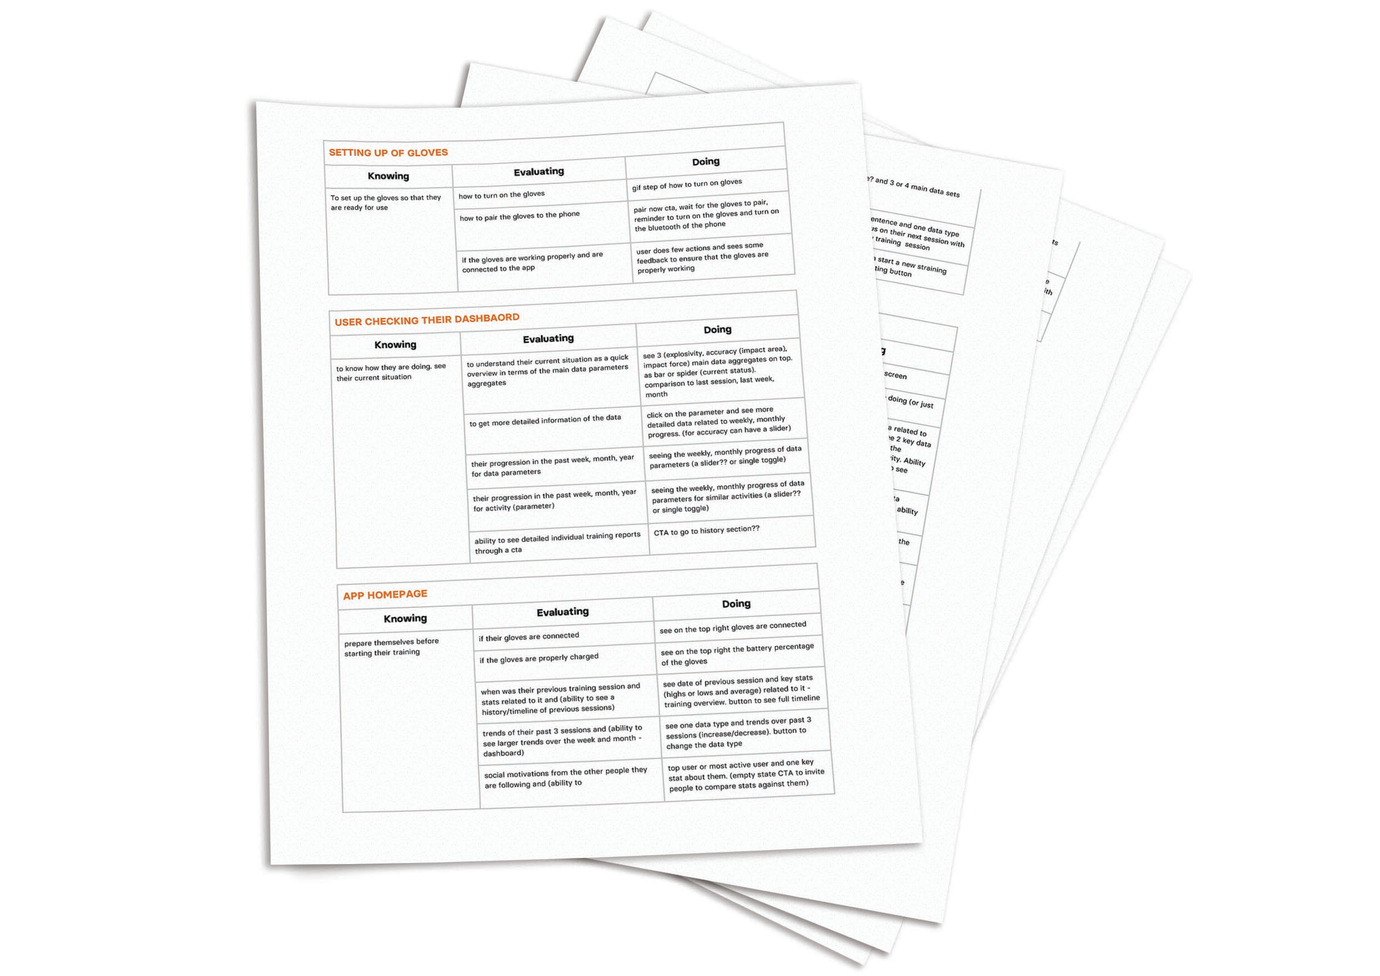 SETTING UP OF GLOVES
Knowing
Evaluating
Doing
To set up the gloves so that they
are ready for use
how to turn on the gloves
gif step of how to turn on gloves
how to pair the gloves to the phone
pair now cta, wait for the gloves to pair,
reminder to turn on the gloves and turn on
the bluetooth of the phone
if the gloves are working properly and are
connected to the app
user does few actions and sees some
feedback to ensure that the gloves are
properly working
USER CHECKING THEIR DASHBAORD
Knowing
Evaluating
Doing
to know how they are doing. see
their current situation
to understand their current situation as a quick
overview in terms of the main data parameters
aggregates
see 3 (explosivity, accuracy (impact area),
impact force) main data aggregates on top.
as bar or spider (current status).
comparison to last session, last week,
month
to get more detailed information of the data
click on the parameter and see more
detailed data related to weekly, monthly
progress. (for accuracy can have a slider)
their progression in the past week, month, year
for data parameters
seeing the weekly, monthly progress of data
parameters (a slider?? or single toggle)
their progression in the past week, month, year
for activity (parameter)
seeing the weekly, monthly progress of data
parameters for similar activities (a slider??
or single toggle)
ability to see detailed individual training reports
through a cta
CTA to go to history section??
APP HOMEPAGE
Knowing
Evaluating
Doing
prepare themselves before
starting their training
if their gloves are connected
see on the top right gloves are connected
if the gloves are properly charged
see on the top right the battery percentage
of the gloves
when was their previous training session and
stats related to it and (ability to see a
history/timeline of previous sessions)
see date of previous session and key stats
(highs or lows and average) related to it -
training overview. button to see full timeline
trends of their past 3 sessions and (ability to
see larger trends over the week and month -
dashboard)
see one data type and trends over past 3
sessions (increase/decrease). button to
change the data type
social motivations from the other people they
are following and (ability to
top user or most active user and one key
stat about them. (empty state CTA to invite
people to compare stats against them)
? and 3 or 4 main data sets
entence and one data type
us on their next session with
training session
start a new straining
ting button
g
screen
doing (or just
related to
2 key data
the
ity. Ability
see
ta
ability
the
e
ts
e
ith